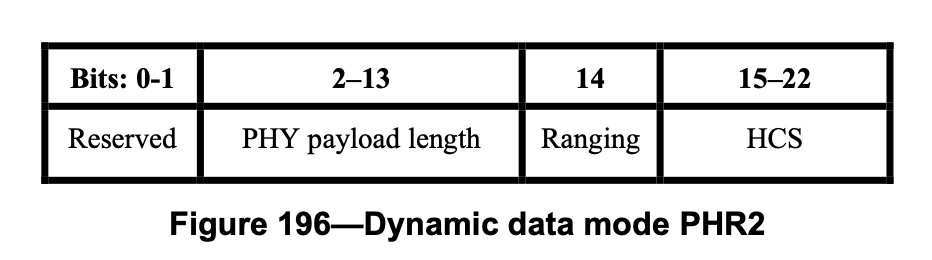 Bits: 0-1 2–13 14 15–22
Reserved PHY payload length Ranging HCS
Figure 196—Dynamic data mode PHR2